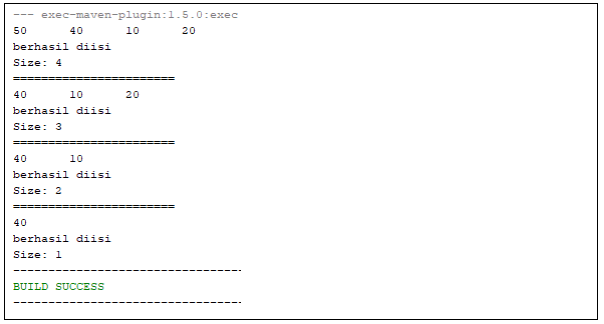 --- exec-maven-plugin:1.5.0:exec
50 40 10 20
berhasil diisi
Size: 4
=======================
40 10 20
berhasil diisi
Size: 3
=======================
40 10
berhasil diisi
Size: 2
=======================
40
berhasil diisi
Size: 1
---------------------------------
BUILD SUCCESS
---------------------------------